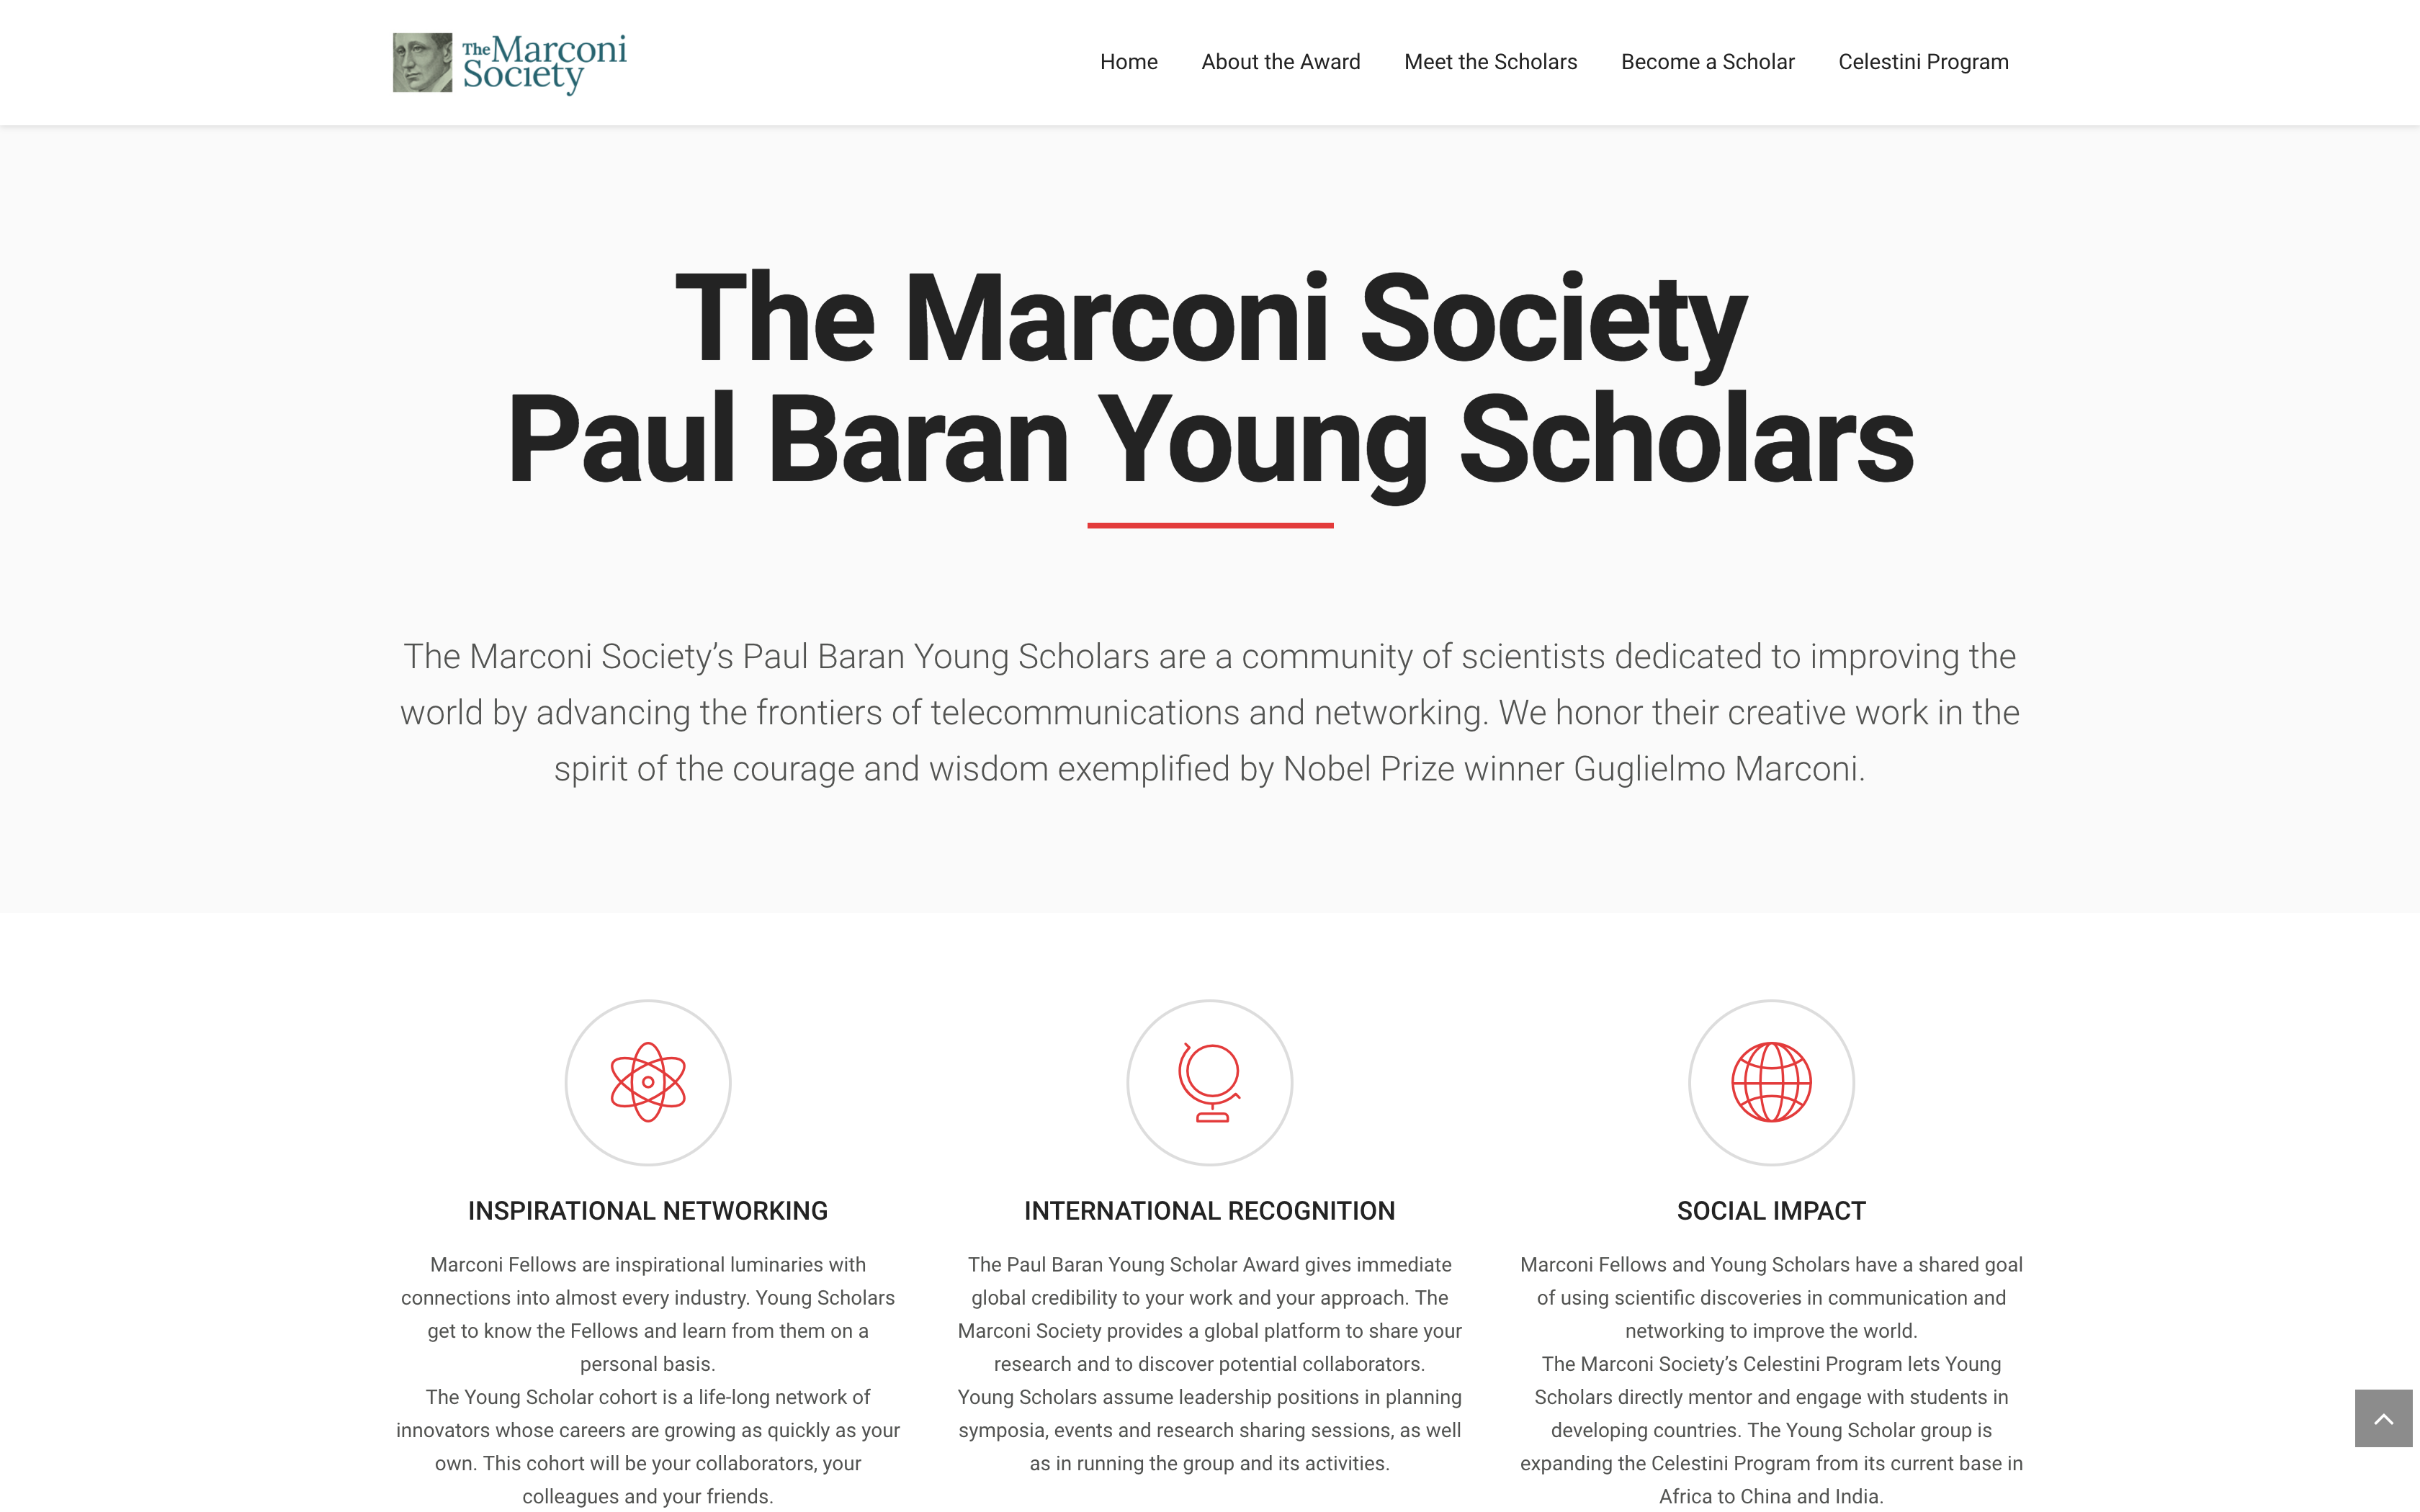 The Marconi
Society
Home About the Award Meet the Scholars Become a Scholar Celestini Program
The Marconi Society
Paul Baran Young Scholars
The Marconi Society’s Paul Baran Young Scholars are a community of scientists dedicated to improving the
world by advancing the frontiers of telecommunications and networking. We honor their creative work in the
spirit of the courage and wisdom exemplified by Nobel Prize winner Guglielmo Marconi.
INSPIRATIONAL NETWORKING
Marconi Fellows are inspirational luminaries with
connections into almost every industry. Young Scholars
get to know the Fellows and learn from them on a
personal basis.
The Young Scholar cohort is a life-long network of
innovators whose careers are growing as quickly as your
own. This cohort will be your collaborators, your
colleagues and your friends.
INTERNATIONAL RECOGNITION
The Paul Baran Young Scholar Award gives immediate
global credibility to your work and your approach. The
Marconi Society provides a global platform to share your
research and to discover potential collaborators.
Young Scholars assume leadership positions in planning
symposia, events and research sharing sessions, as well
as in running the group and its activities.
SOCIAL IMPACT
Marconi Fellows and Young Scholars have a shared goal
of using scientific discoveries in communication and
networking to improve the world.
The Marconi Society’s Celestini Program lets Young
Scholars directly mentor and engage with students in
developing countries. The Young Scholar group is
expanding the Celestini Program from its current base in
Africa to China and India.